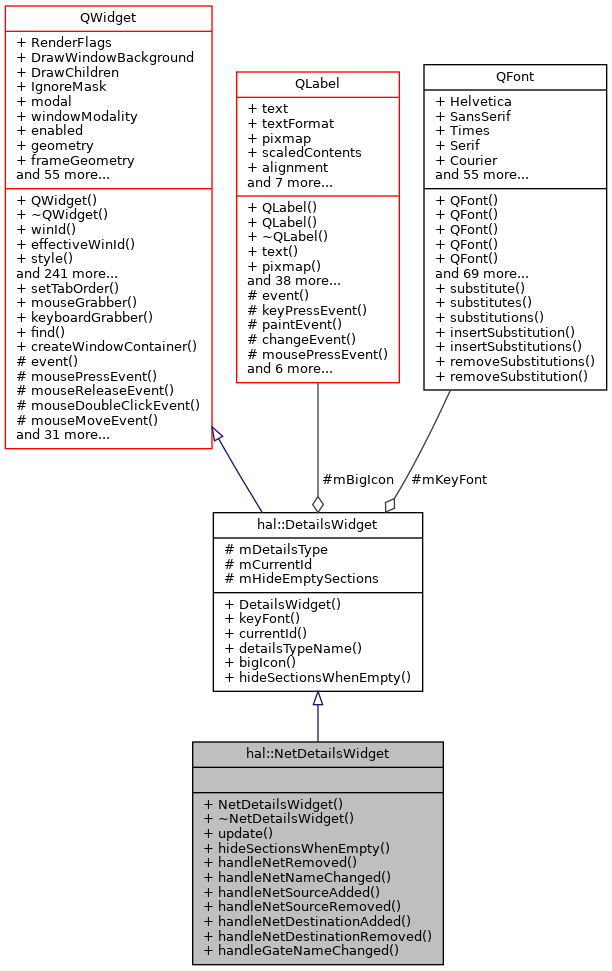 QWidget
+ RenderFlags
+ DrawWindowBackground
+ DrawChildren
+ IgnoreMask
+ modal
+ windowModality
+ enabled
+ geometry
+ frameGeometry
and 55 more...
+ QWidget()
+ ~QWidget()
+ winId()
+ effectiveWinId()
+ style()
and 241 more...
+ setTabOrder()
+ mouseGrabber()
+ keyboardGrabber()
+ find()
+ createWindowContainer()
# event()
# mousePressEvent()
# mouseReleaseEvent()
# mouseDoubleClickEvent()
# mouseMoveEvent()
and 31 more...
QLabel
+ text
+ textFormat
+ pixmap
+ scaledContents
+ alignment
and 7 more...
+ QLabel()
+ QLabel()
+ ~QLabel()
+ text()
+ pixmap()
and 38 more...
# event()
# keyPressEvent()
# paintEvent()
# changeEvent()
# mousePressEvent()
and 6 more...
QFont
+ Helvetica
+ SansSerif
+ Times
+ Serif
+ Courier
and 55 more...
+ QFont()
+ QFont()
+ QFont()
+ QFont()
+ QFont()
and 69 more...
+ substitute()
+ substitutes()
+ substitutions()
+ insertSubstitution()
+ insertSubstitutions()
+ removeSubstitutions()
+ removeSubstitution()
#mBigIcon
#mKeyFont
hal::DetailsWidget
# mDetailsType
# mCurrentId
# mHideEmptySections
+ DetailsWidget()
+ keyFont()
+ currentId()
+ detailsTypeName()
+ bigIcon()
+ hideSectionsWhenEmpty()
hal::NetDetailsWidget
+ NetDetailsWidget()
+ ~NetDetailsWidget()
+ update()
+ hideSectionsWhenEmpty()
+ handleNetRemoved()
+ handleNetNameChanged()
+ handleNetSourceAdded()
+ handleNetSourceRemoved()
+ handleNetDestinationAdded()
+ handleNetDestinationRemoved()
+ handleGateNameChanged()